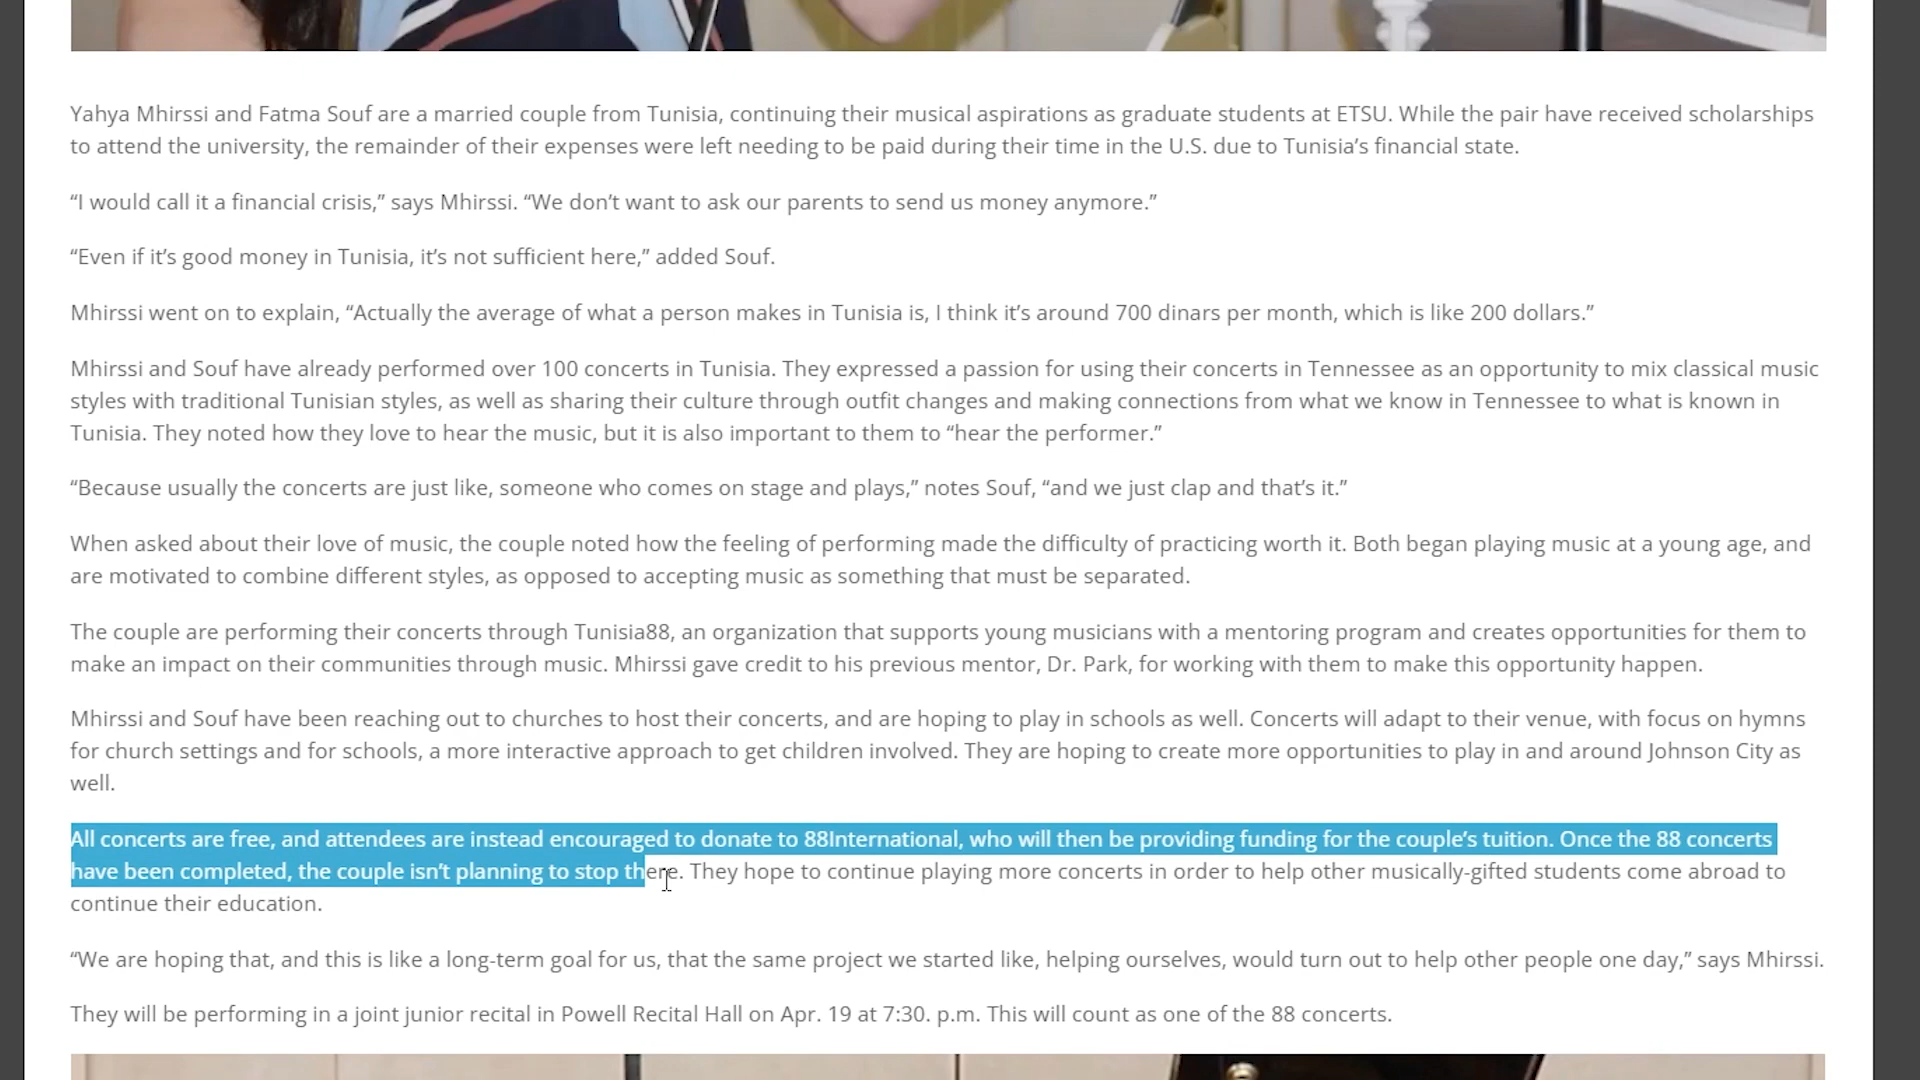 Yahya Mhirssi and Fatma Souf are a married couple from Tunisia, continuing their musical aspirations as graduate students at ETSU. While the pair have received scholarships
to attend the university, the remainder of their expenses were left needing to be paid during their time in the U.S. due to Tunisia’s financial state.
“I would call it a financial crisis,” says Mhirssi. “We don’t want to ask our parents to send us money anymore.”
“Even if it’s good money in Tunisia, it’s not sufficient here,” added Souf.
Mhirssi went on to explain, “Actually the average of what a person makes in Tunisia is, I think it’s around 700 dinars per month, which is like 200 dollars.”
Mhirssi and Souf have already performed over 100 concerts in Tunisia. They expressed a passion for using their concerts in Tennessee as an opportunity to mix classical music
styles with traditional Tunisian styles, as well as sharing their culture through outfit changes and making connections from what we know in Tennessee to what is known in
Tunisia. They noted how they love to hear the music, but it is also important to them to “hear the performer.”
“Because usually the concerts are just like, someone who comes on stage and plays,” notes Souf, “and we just clap and that’s it.”
When asked about their love of music, the couple noted how the feeling of performing made the difficulty of practicing worth it. Both began playing music at a young age, and
are motivated to combine different styles, as opposed to accepting music as something that must be separated.
The couple are performing their concerts through Tunisia88, an organization that supports young musicians with a mentoring program and creates opportunities for them to
make an impact on their communities through music. Mhirssi gave credit to his previous mentor, Dr. Park, for working with them to make this opportunity happen.
Mhirssi and Souf have been reaching out to churches to host their concerts, and are hoping to play in schools as well. Concerts will adapt to their venue, with focus on hymns
for church settings and for schools, a more interactive approach to get children involved. They are hoping to create more opportunities to play in and around Johnson City as
well.
All concerts are free, and attendees are instead encouraged to donate to 88International, who will then be providing funding for the couple’s tuition. Once the 88 concerts
have been completed, the couple isn’t planning to stop there. They hope to continue playing more concerts in order to help other musically-gifted students come abroad to
continue their education.
“We are hoping that, and this is like a long-term goal for us, that the same project we started like, helping ourselves, would turn out to help other people one day,” says Mhirssi.
They will be performing in a joint junior recital in Powell Recital Hall on Apr. 19 at 7:30. p.m. This will count as one of the 88 concerts.